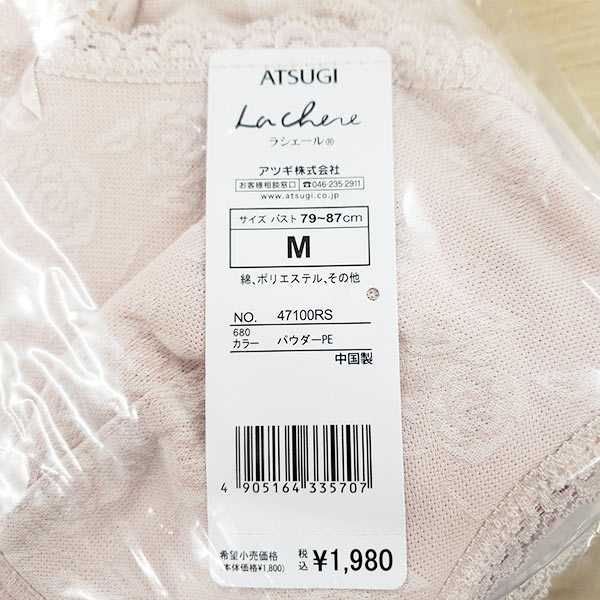 ATSUGI
La chere
ラシェール®
アツギ株式会社
お客様相談窓口 ☎046-235-2911
www.atsugi.co.jp
サイズ バスト 79~87cm
M
綿、ポリエステル、その他
NO. 47100RS
680
カラー パウダーPE
中国製
4 905164 335707
希望小売価格 税込 ¥1,980
(本体価格¥1,800)